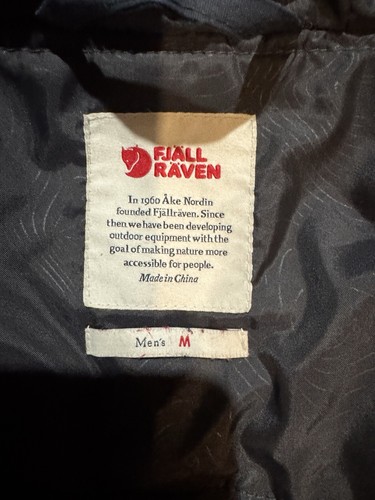 FJÄLL
RÄVEN
In 1960 Åke Nordin
founded Fjällräven. Since
then we have been developing
outdoor equipment with the
goal of making nature more
accessible for people.
Made in China
Men's M